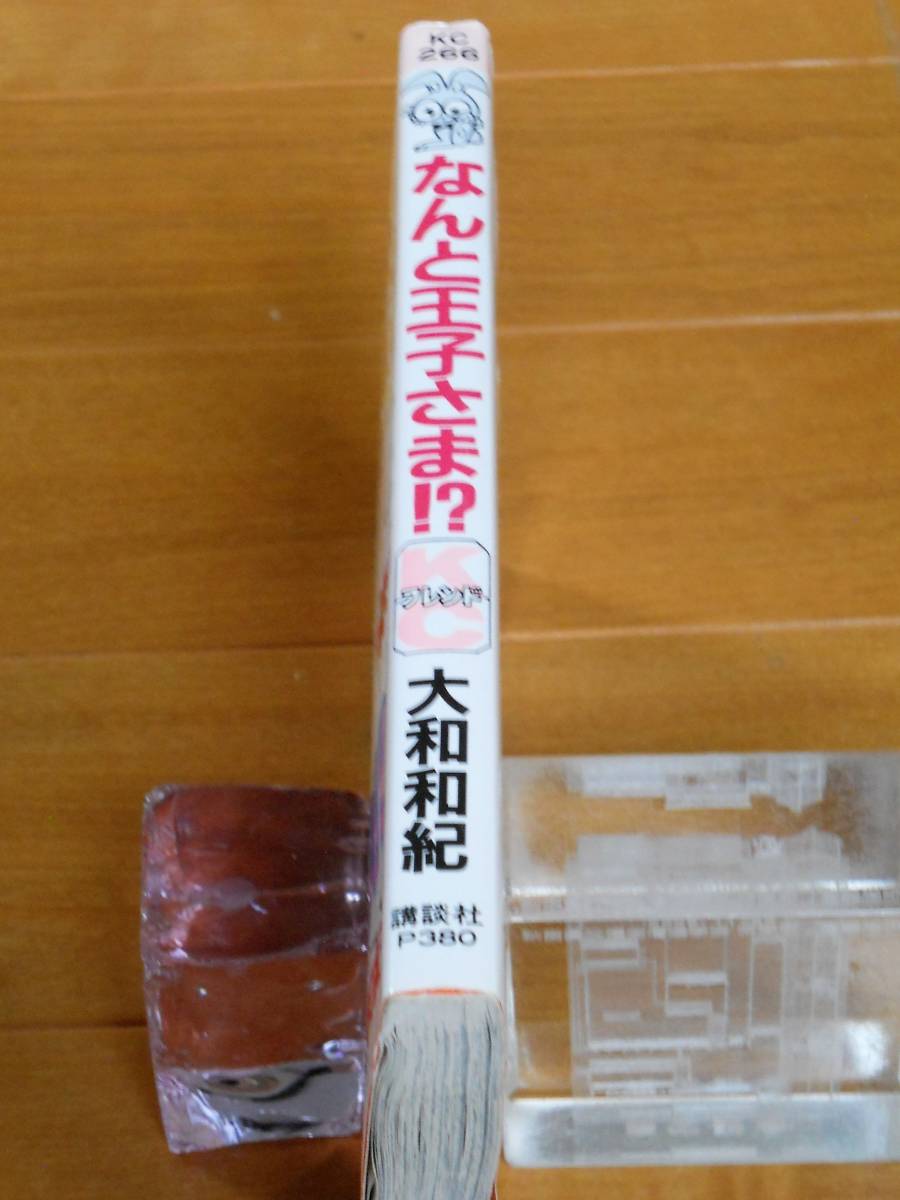 KC
266
なんと王子さま!?
KC
フレンド
大和和紀
講談社
P380